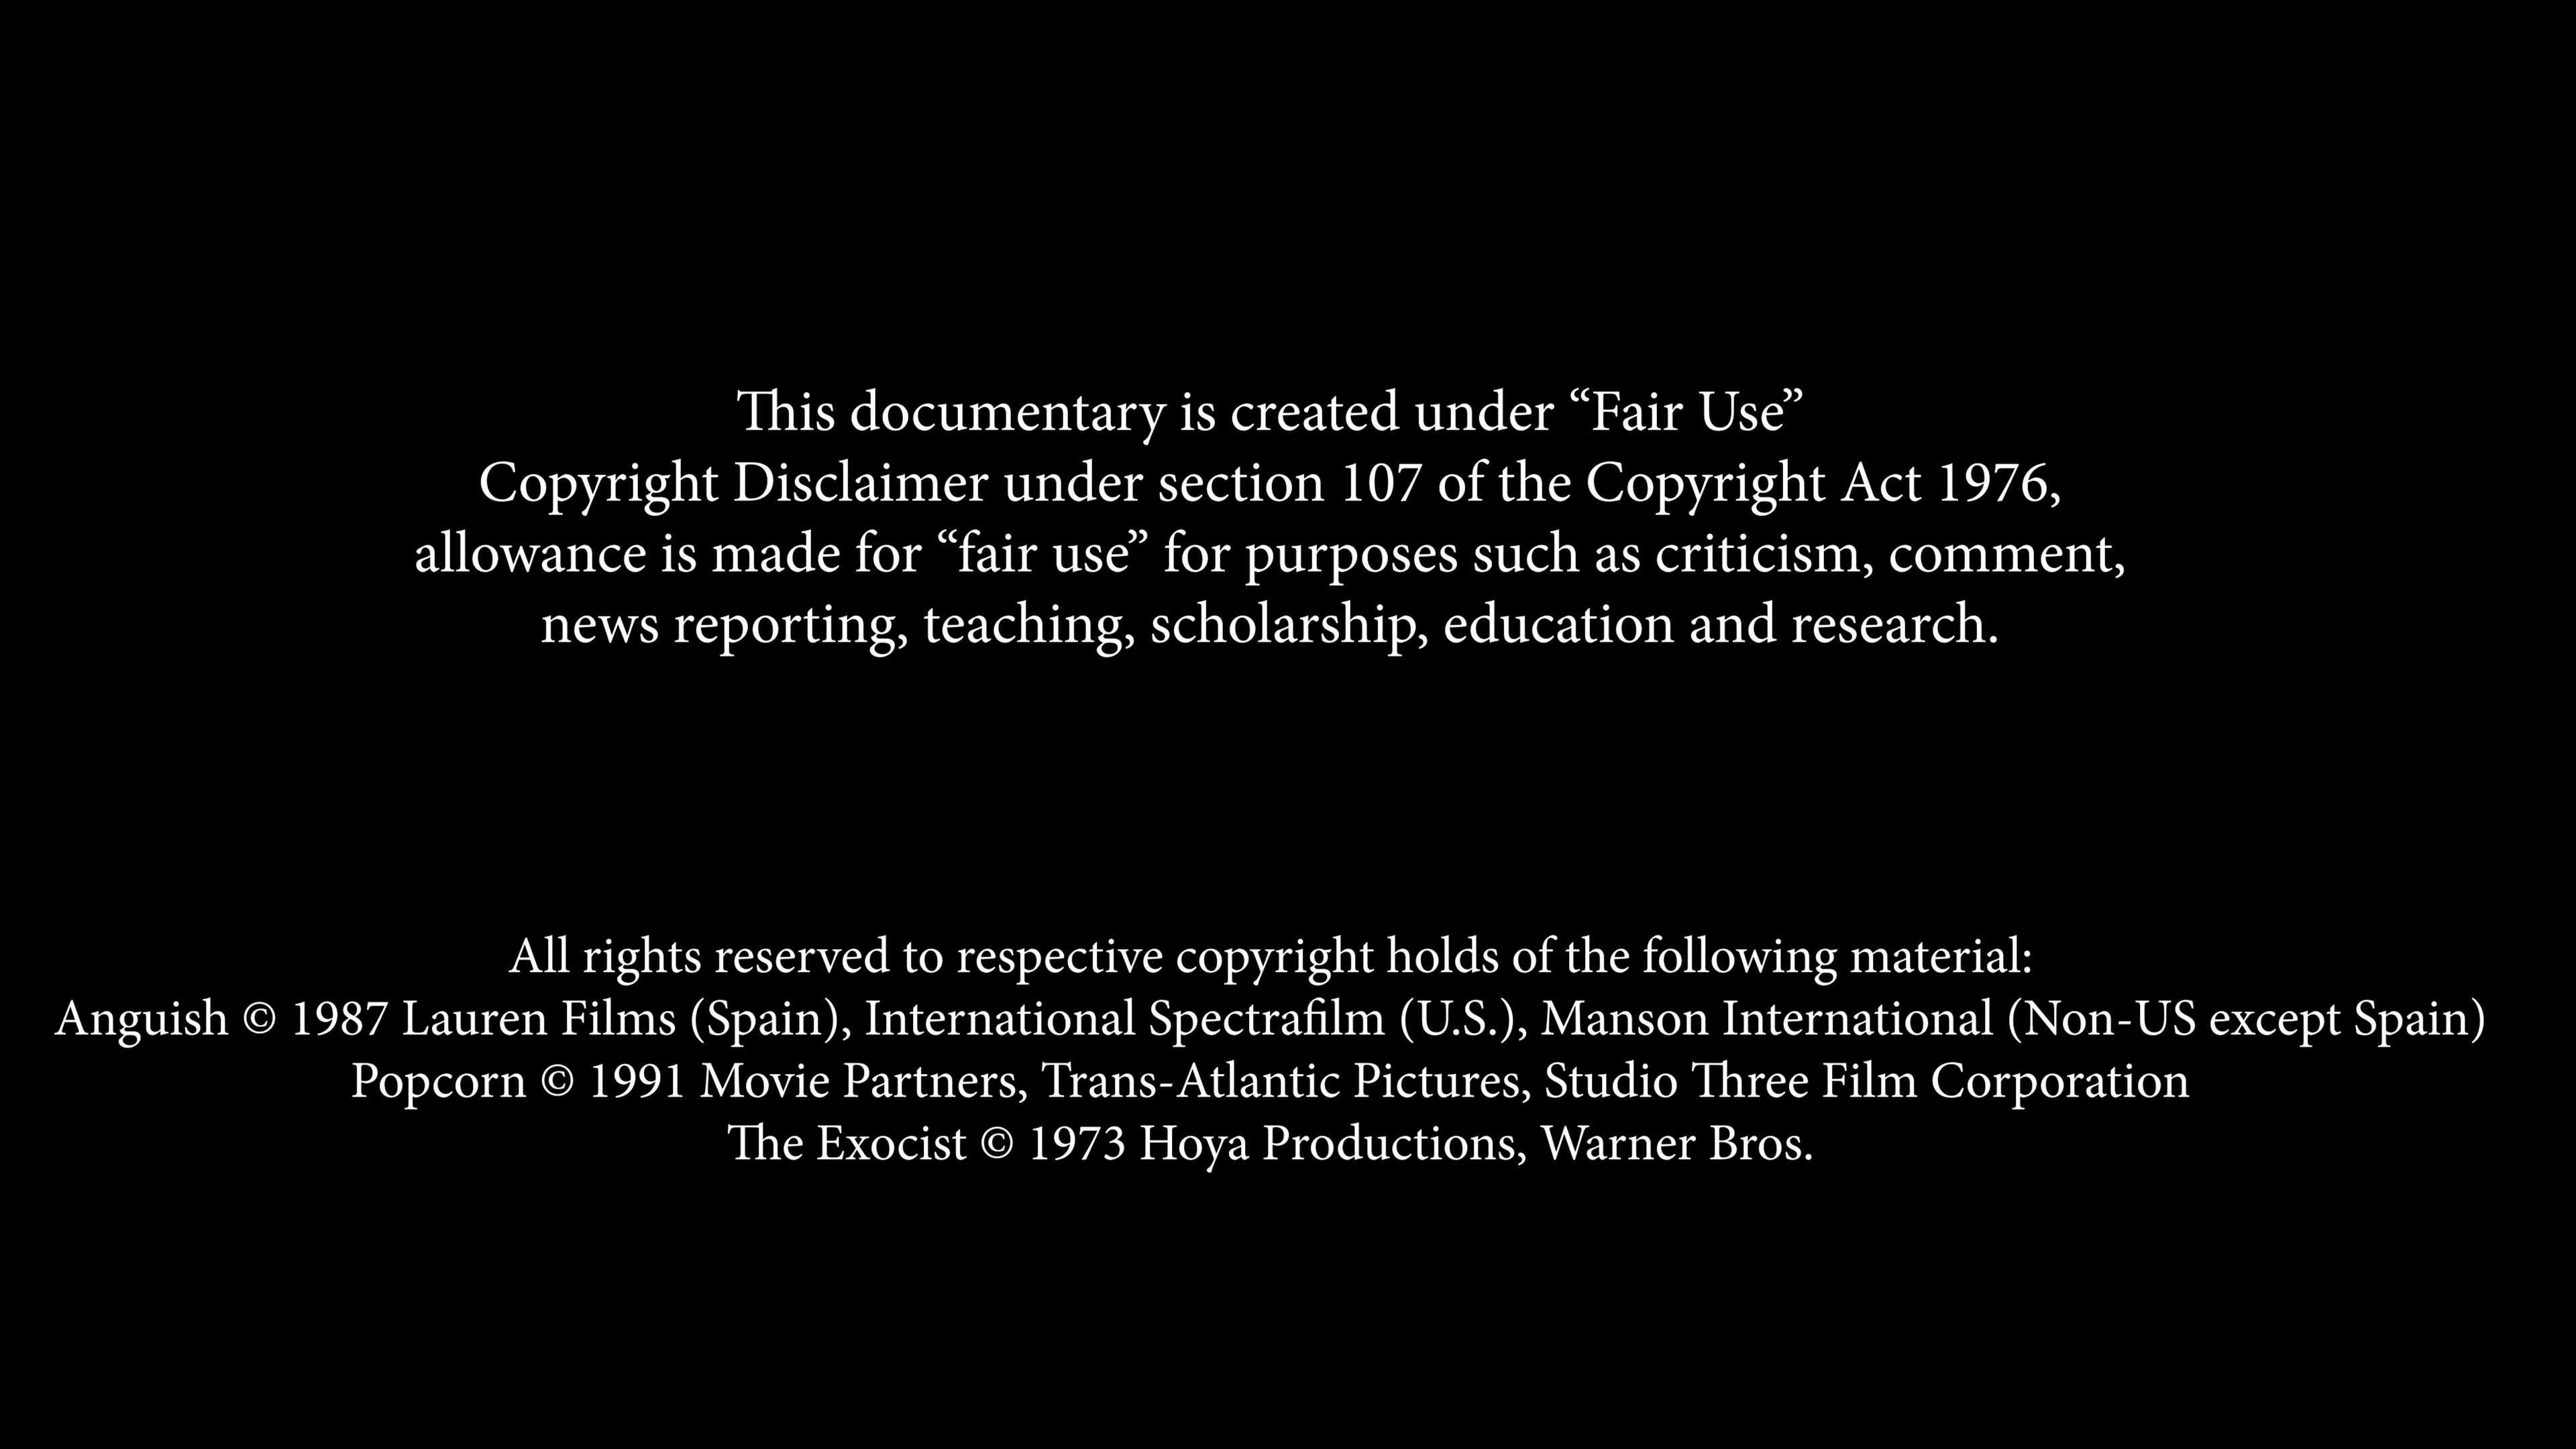 This documentary is created under “Fair Use”
Copyright Disclaimer under section 107 of the Copyright Act 1976,
allowance is made for “fair use” for purposes such as criticism, comment,
news reporting, teaching, scholarship, education and research.
All rights reserved to respective copyright holds of the following material:
Anguish © 1987 Lauren Films (Spain), International Spectrafilm (U.S.), Manson International (Non-US except Spain)
Popcorn © 1991 Movie Partners, Trans-Atlantic Pictures, Studio Three Film Corporation
The Exocist © 1973 Hoya Productions, Warner Bros.